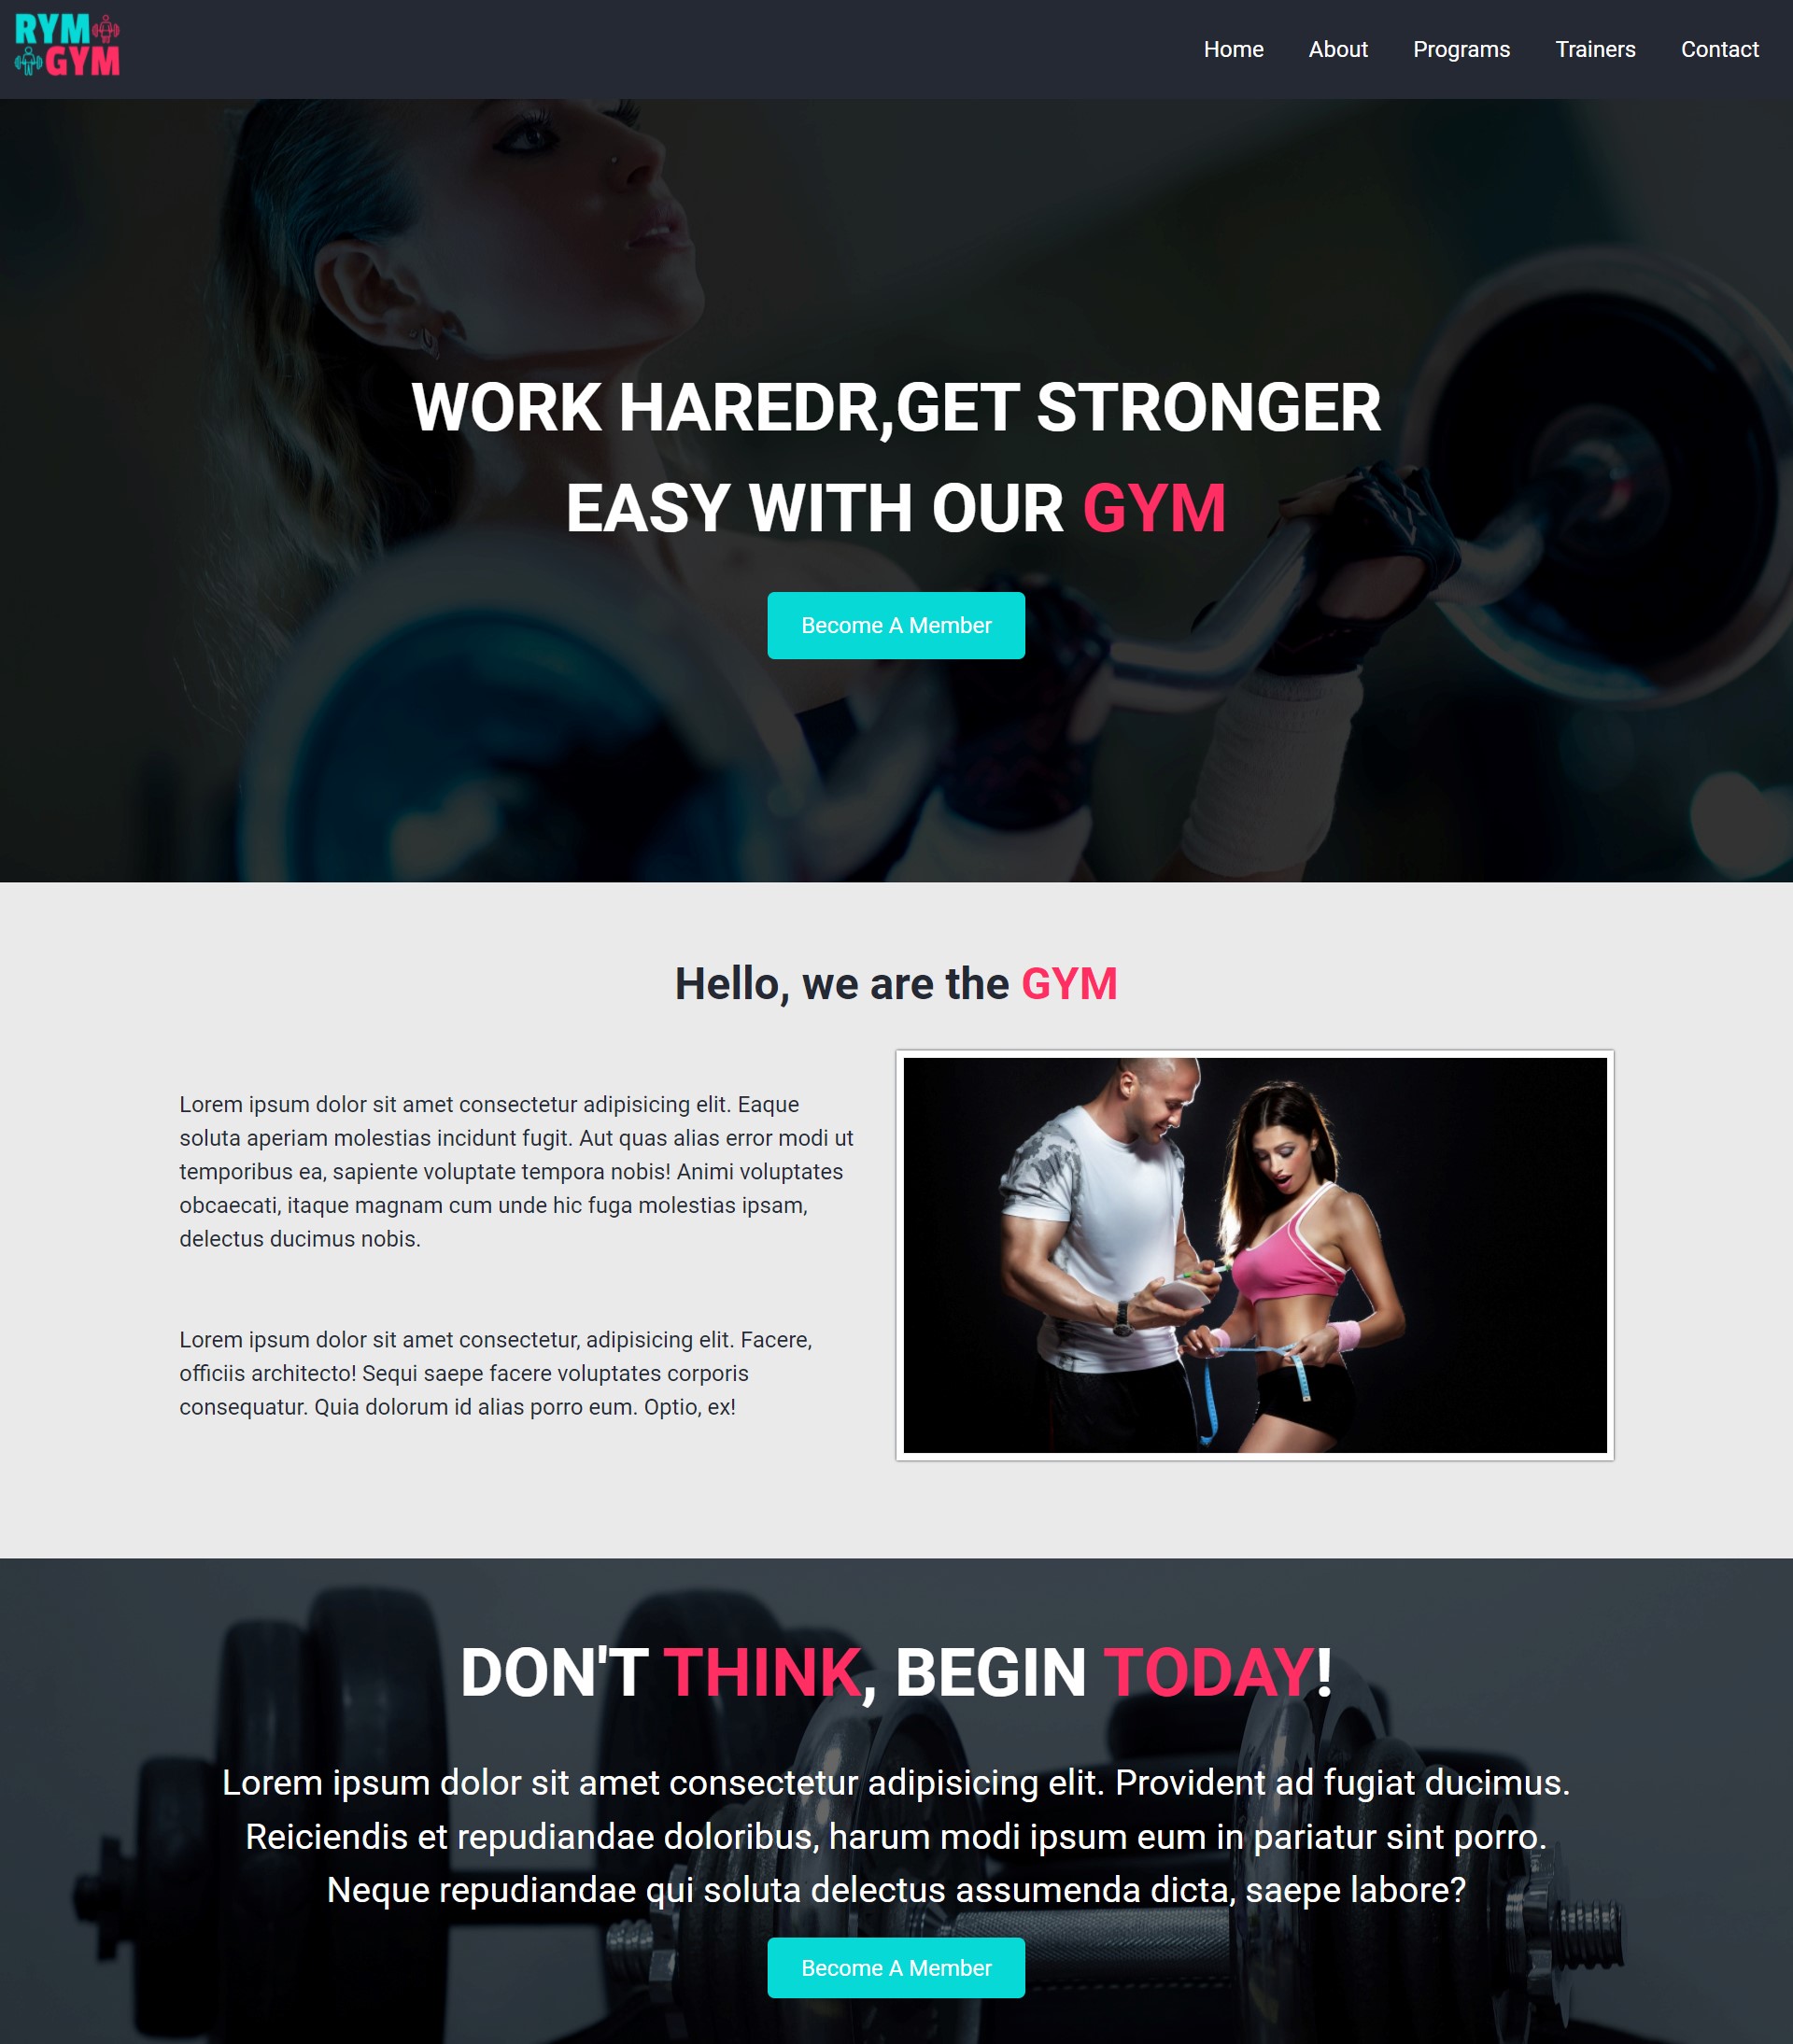 RYM
GYM
Home About Programs Trainers Contact
WORK HAREDR,GET STRONGER
EASY WITH OUR GYM
Become A Member
Hello, we are the GYM
Lorem ipsum dolor sit amet consectetur adipisicing elit. Eaque
soluta aperiam molestias incidunt fugit. Aut quas alias error modi ut
temporibus ea, sapiente voluptate tempora nobis! Animi voluptates
obcaecati, itaque magnam cum unde hic fuga molestias ipsam,
delectus ducimus nobis.
Lorem ipsum dolor sit amet consectetur, adipisicing elit. Facere,
officiis architecto! Sequi saepe facere voluptates corporis
consequatur. Quia dolorum id alias porro eum. Optio, ex!
DON'T THINK, BEGIN TODAY!
Lorem ipsum dolor sit amet consectetur adipisicing elit. Provident ad fugiat ducimus.
Reiciendis et repudiandae doloribus, harum modi ipsum eum in pariatur sint porro.
Neque repudiandae qui soluta delectus assumenda dicta, saepe labore?
Become A Member